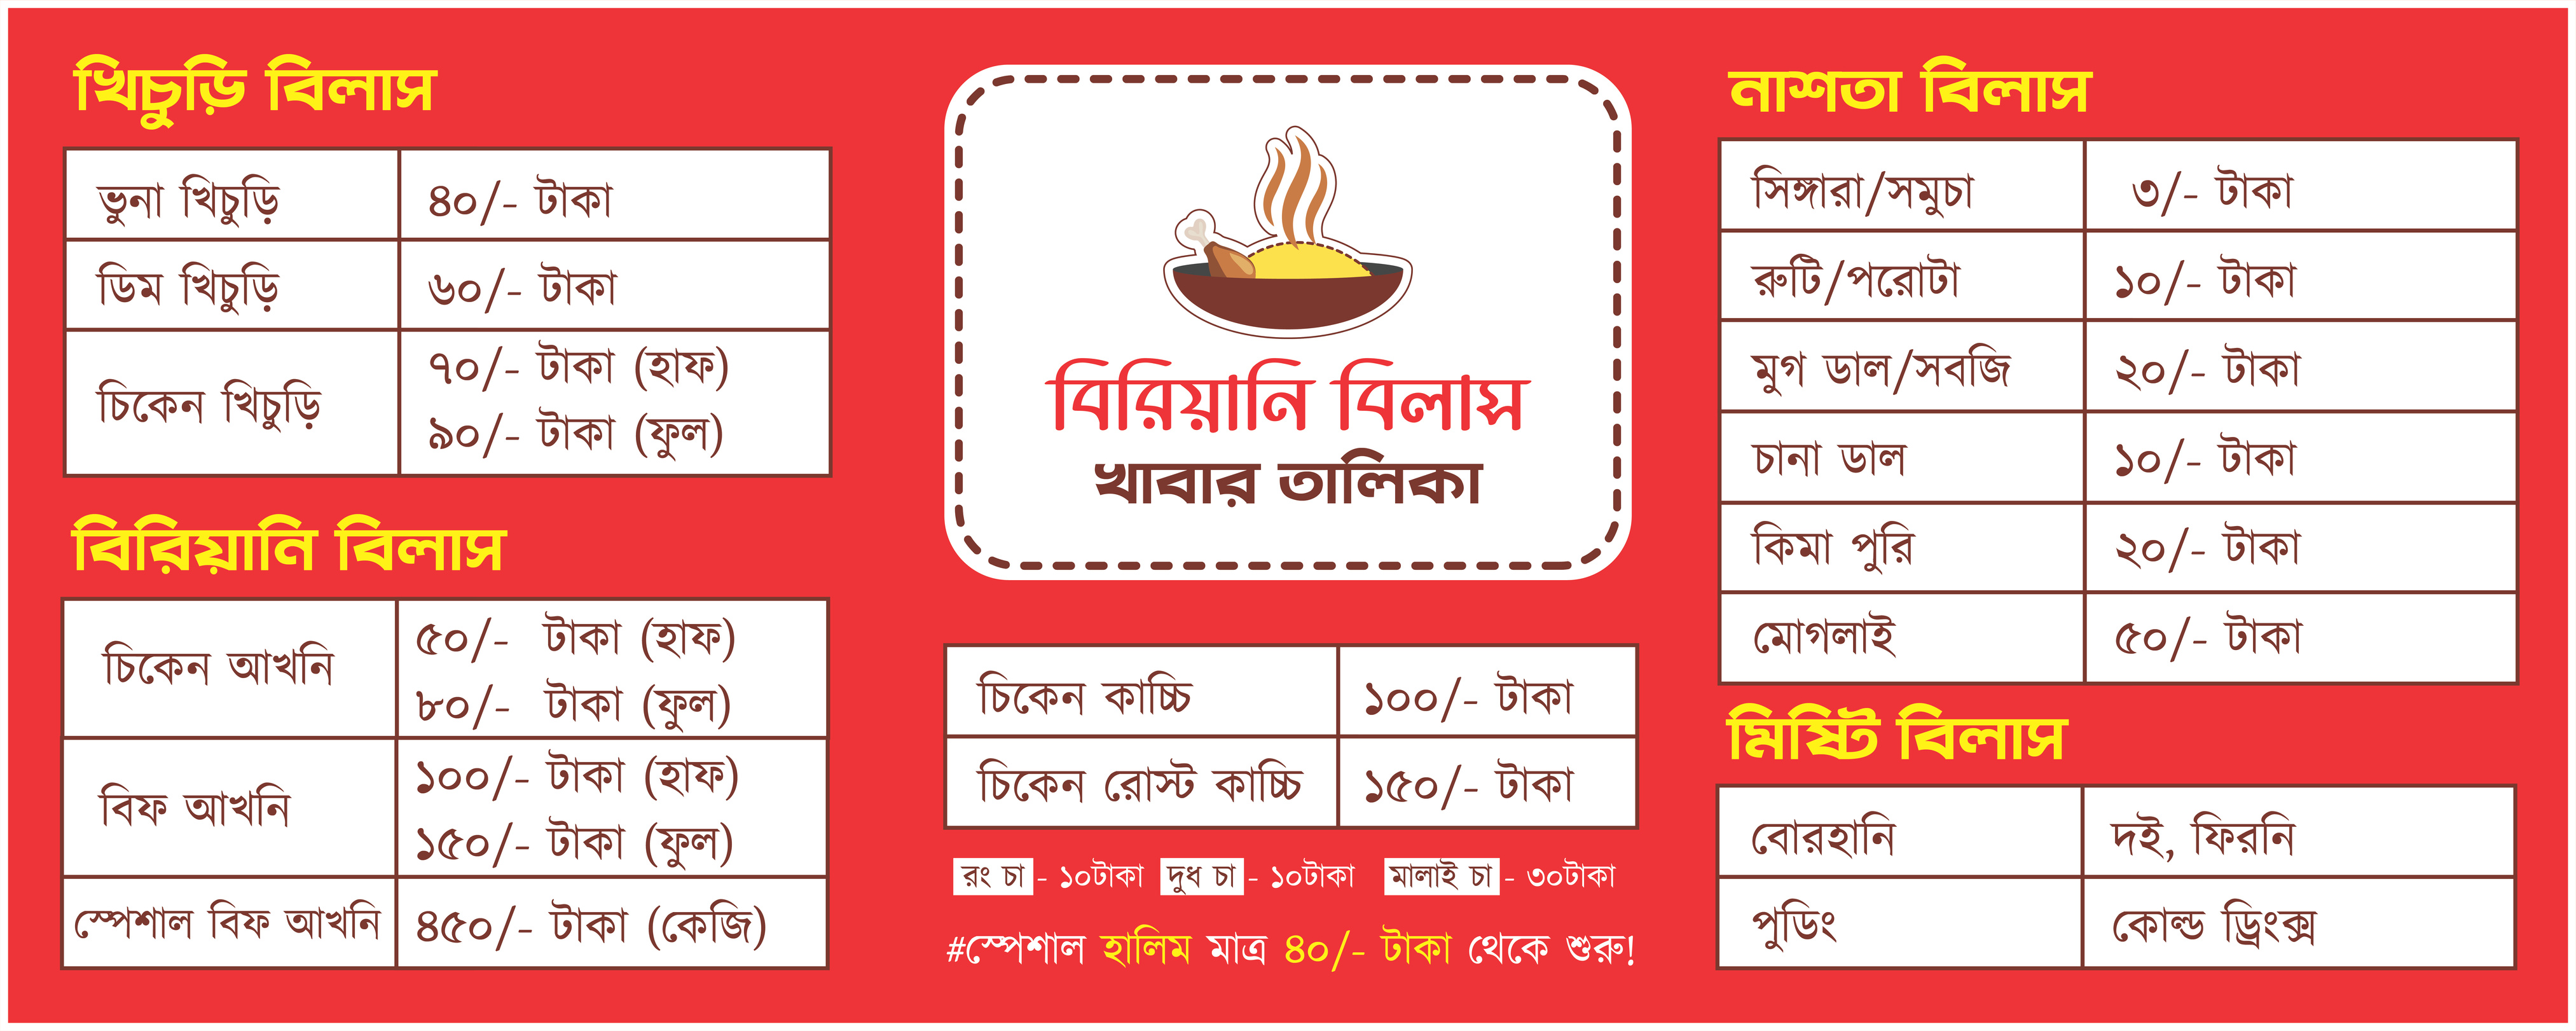 খিচুড়ি বিলাস
ভুনা খিচুড়ি ৪০/- টাকা
ডিম খিচুড়ি ৬০/- টাকা
চিকেন খিচুড়ি ৭০/- টাকা (হাফ)
৯০/- টাকা (ফুল)
বিরিয়ানি বিলাস
চিকেন আখনি ৫০/- টাকা (হাফ)
৮০/- টাকা (ফুল)
বিফ আখনি ১০০/- টাকা (হাফ)
১৫০/- টাকা (ফুল)
স্পেশাল বিফ আখনি ৪৫০/- টাকা (কেজি)
বিরিয়ানি বিলাস
খাবার তালিকা
চিকেন কাচ্চি ১০০/- টাকা
চিকেন রোস্ট কাচ্চি ১৫০/- টাকা
রং চা - ১০টাকা দুধ চা - ১০টাকা মালাই চা - ৩০টাকা
#স্পেশাল হালিম মাত্র ৪০/- টাকা থেকে শুরু!
নাশতা বিলাস
সিঙ্গারা/সমুচা ৩/- টাকা
রুটি/পরোটা ১০/- টাকা
মুগ ডাল/সবজি ২০/- টাকা
চানা ডাল ১০/- টাকা
কিমা পুরি ২০/- টাকা
মোগলাই ৫০/- টাকা
মিষ্টি বিলাস
বোরহানি দই, ফিরনি
পুডিং কোল্ড ড্রিংক্স